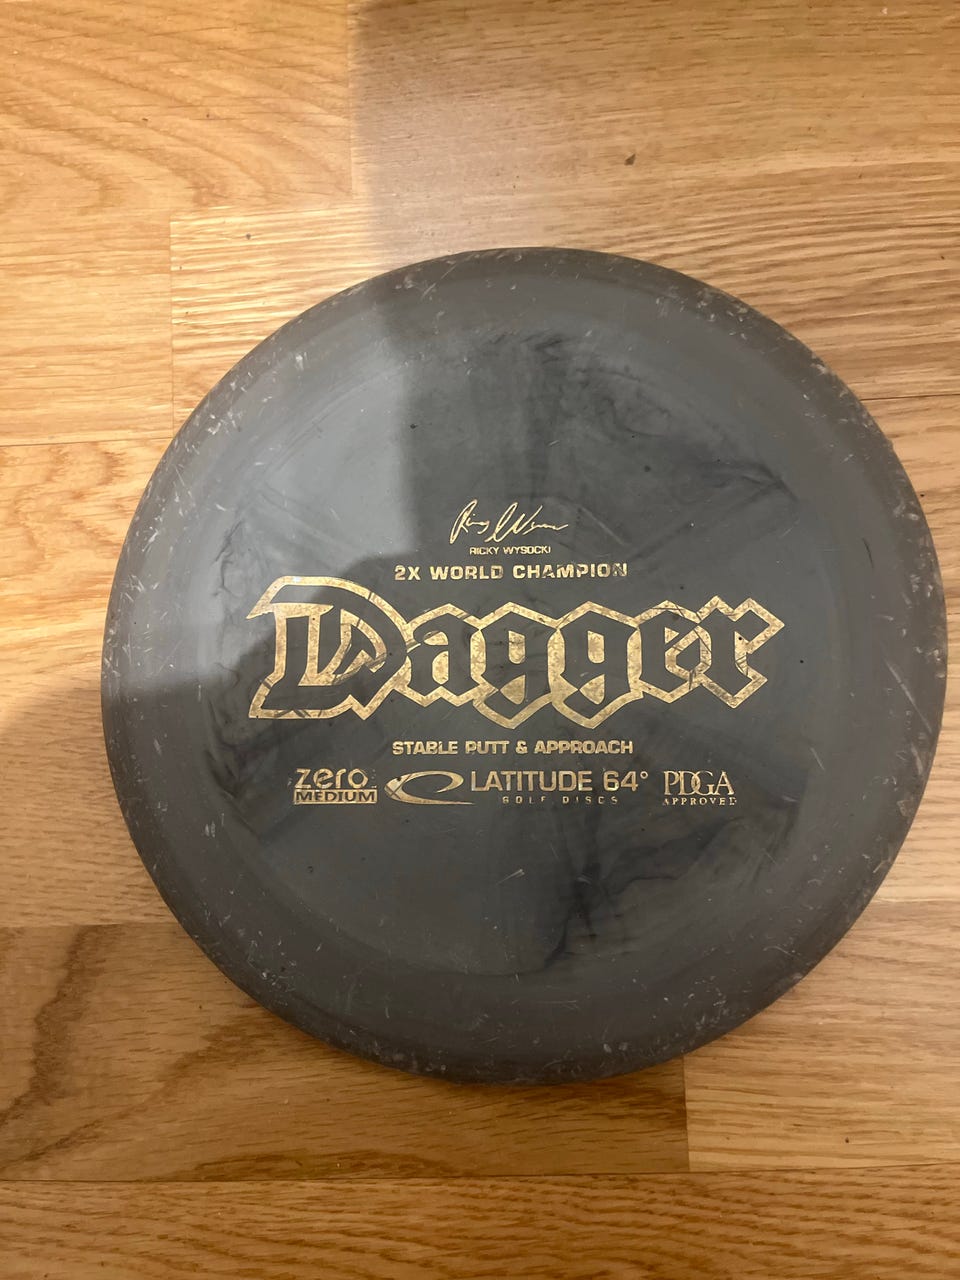 RICKY WYSOCKI
2X WORLD CHAMPION
Dagger
STABLE PUTT & APPROACH
zero MEDIUM LATITUDE 64° GOLF DISCS PDGA APPROVED